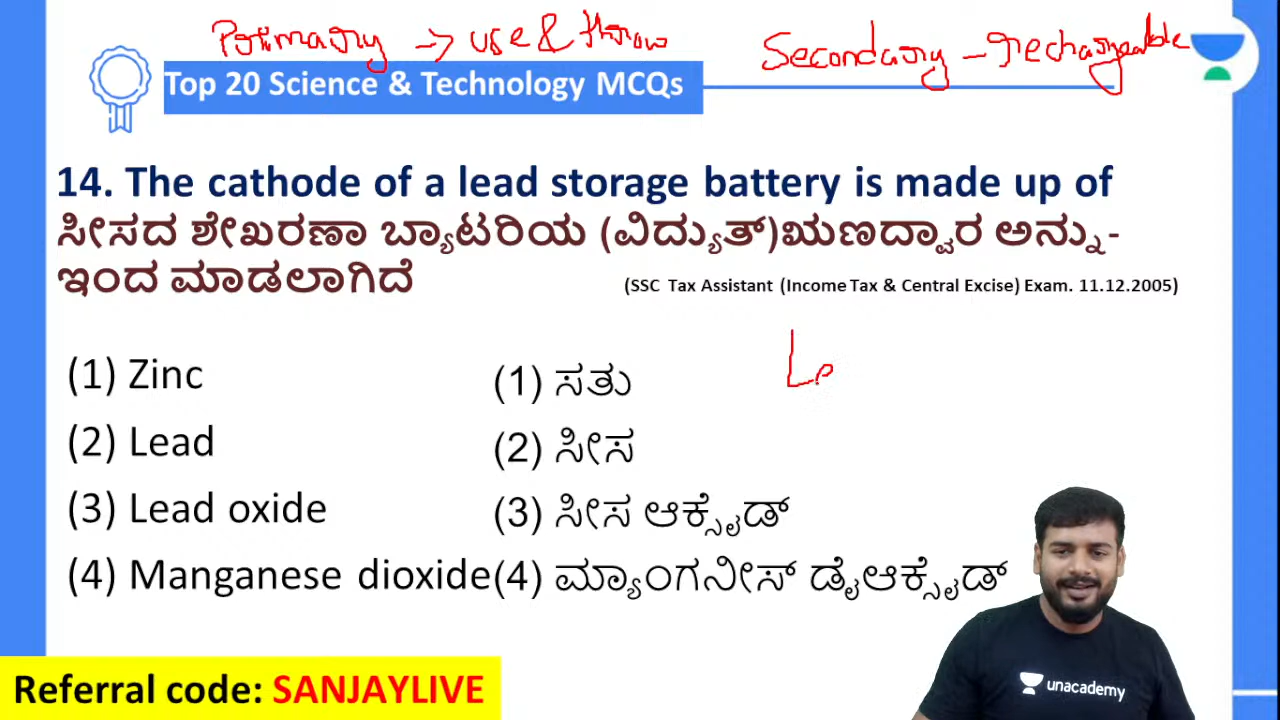 Primary → use & throw
Secondary - rechargeable
Top 20 Science & Technology MCQs
14. The cathode of a lead storage battery is made up of
ಸೀಸದ ಶೇಖರಣಾ ಬ್ಯಾಟರಿಯ (ವಿದ್ಯುತ್)ಋಣದ್ವಾರ ಅನ್ನು-
ಇಂದ ಮಾಡಲಾಗಿದೆ
(SSC Tax Assistant (Income Tax & Central Excise) Exam. 11.12.2005)
Le
(1) Zinc (1) ಸತು
(2) Lead (2) ಸೀಸ
(3) Lead oxide (3) ಸೀಸ ಆಕ್ಸೈಡ್
(4) Manganese dioxide (4) ಮ್ಯಾಂಗನೀಸ್ ಡೈಆಕ್ಸೈಡ್
unacademy
Referral code: SANJAYLIVE